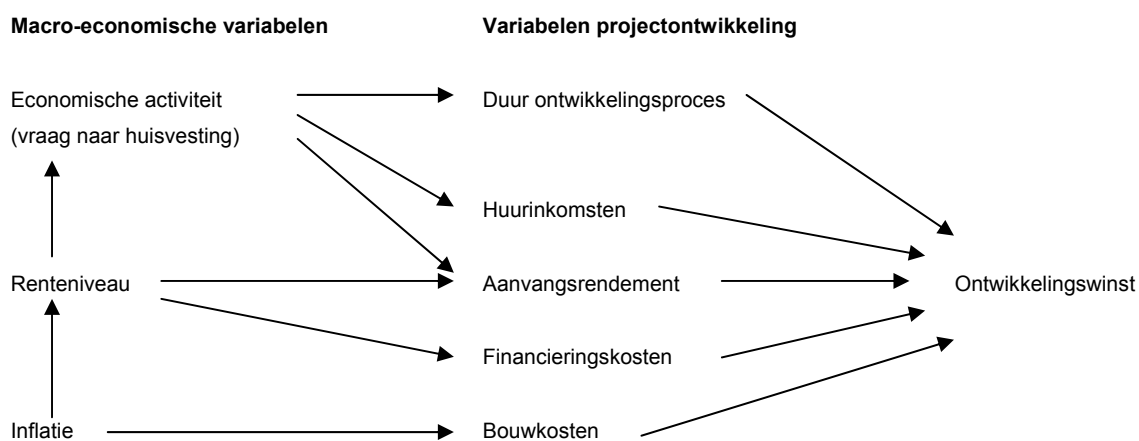 Macro-economische variabelen
Variabelen projectontwikkeling
Economische activiteit
(vraag naar huisvesting)
Duur ontwikkelingsproces
Huurinkomsten
Renteniveau
Aanvangsrendement
Ontwikkelingswinst
Financieringskosten
Inflatie
Bouwkosten